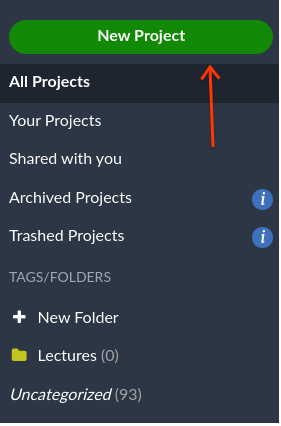 New Project
All Projects
Your Projects
Shared with you
Archived Projects i
Trashed Projects i
TAGS/FOLDERS
+ New Folder
Lectures (0)
Uncategorized (93)